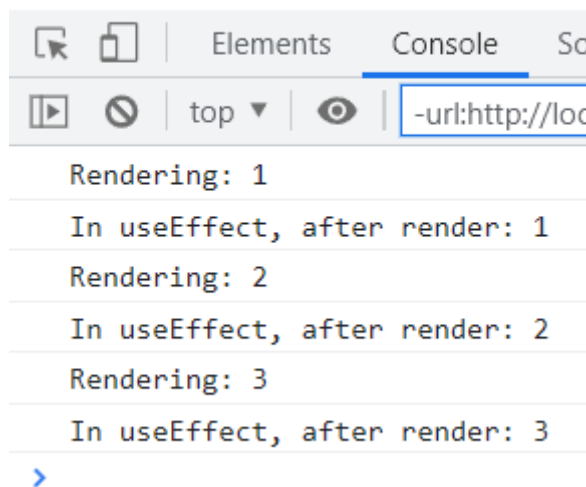 Elements Console So
top -url:http://loc
Rendering: 1
In useEffect, after render: 1
Rendering: 2
In useEffect, after render: 2
Rendering: 3
In useEffect, after render: 3